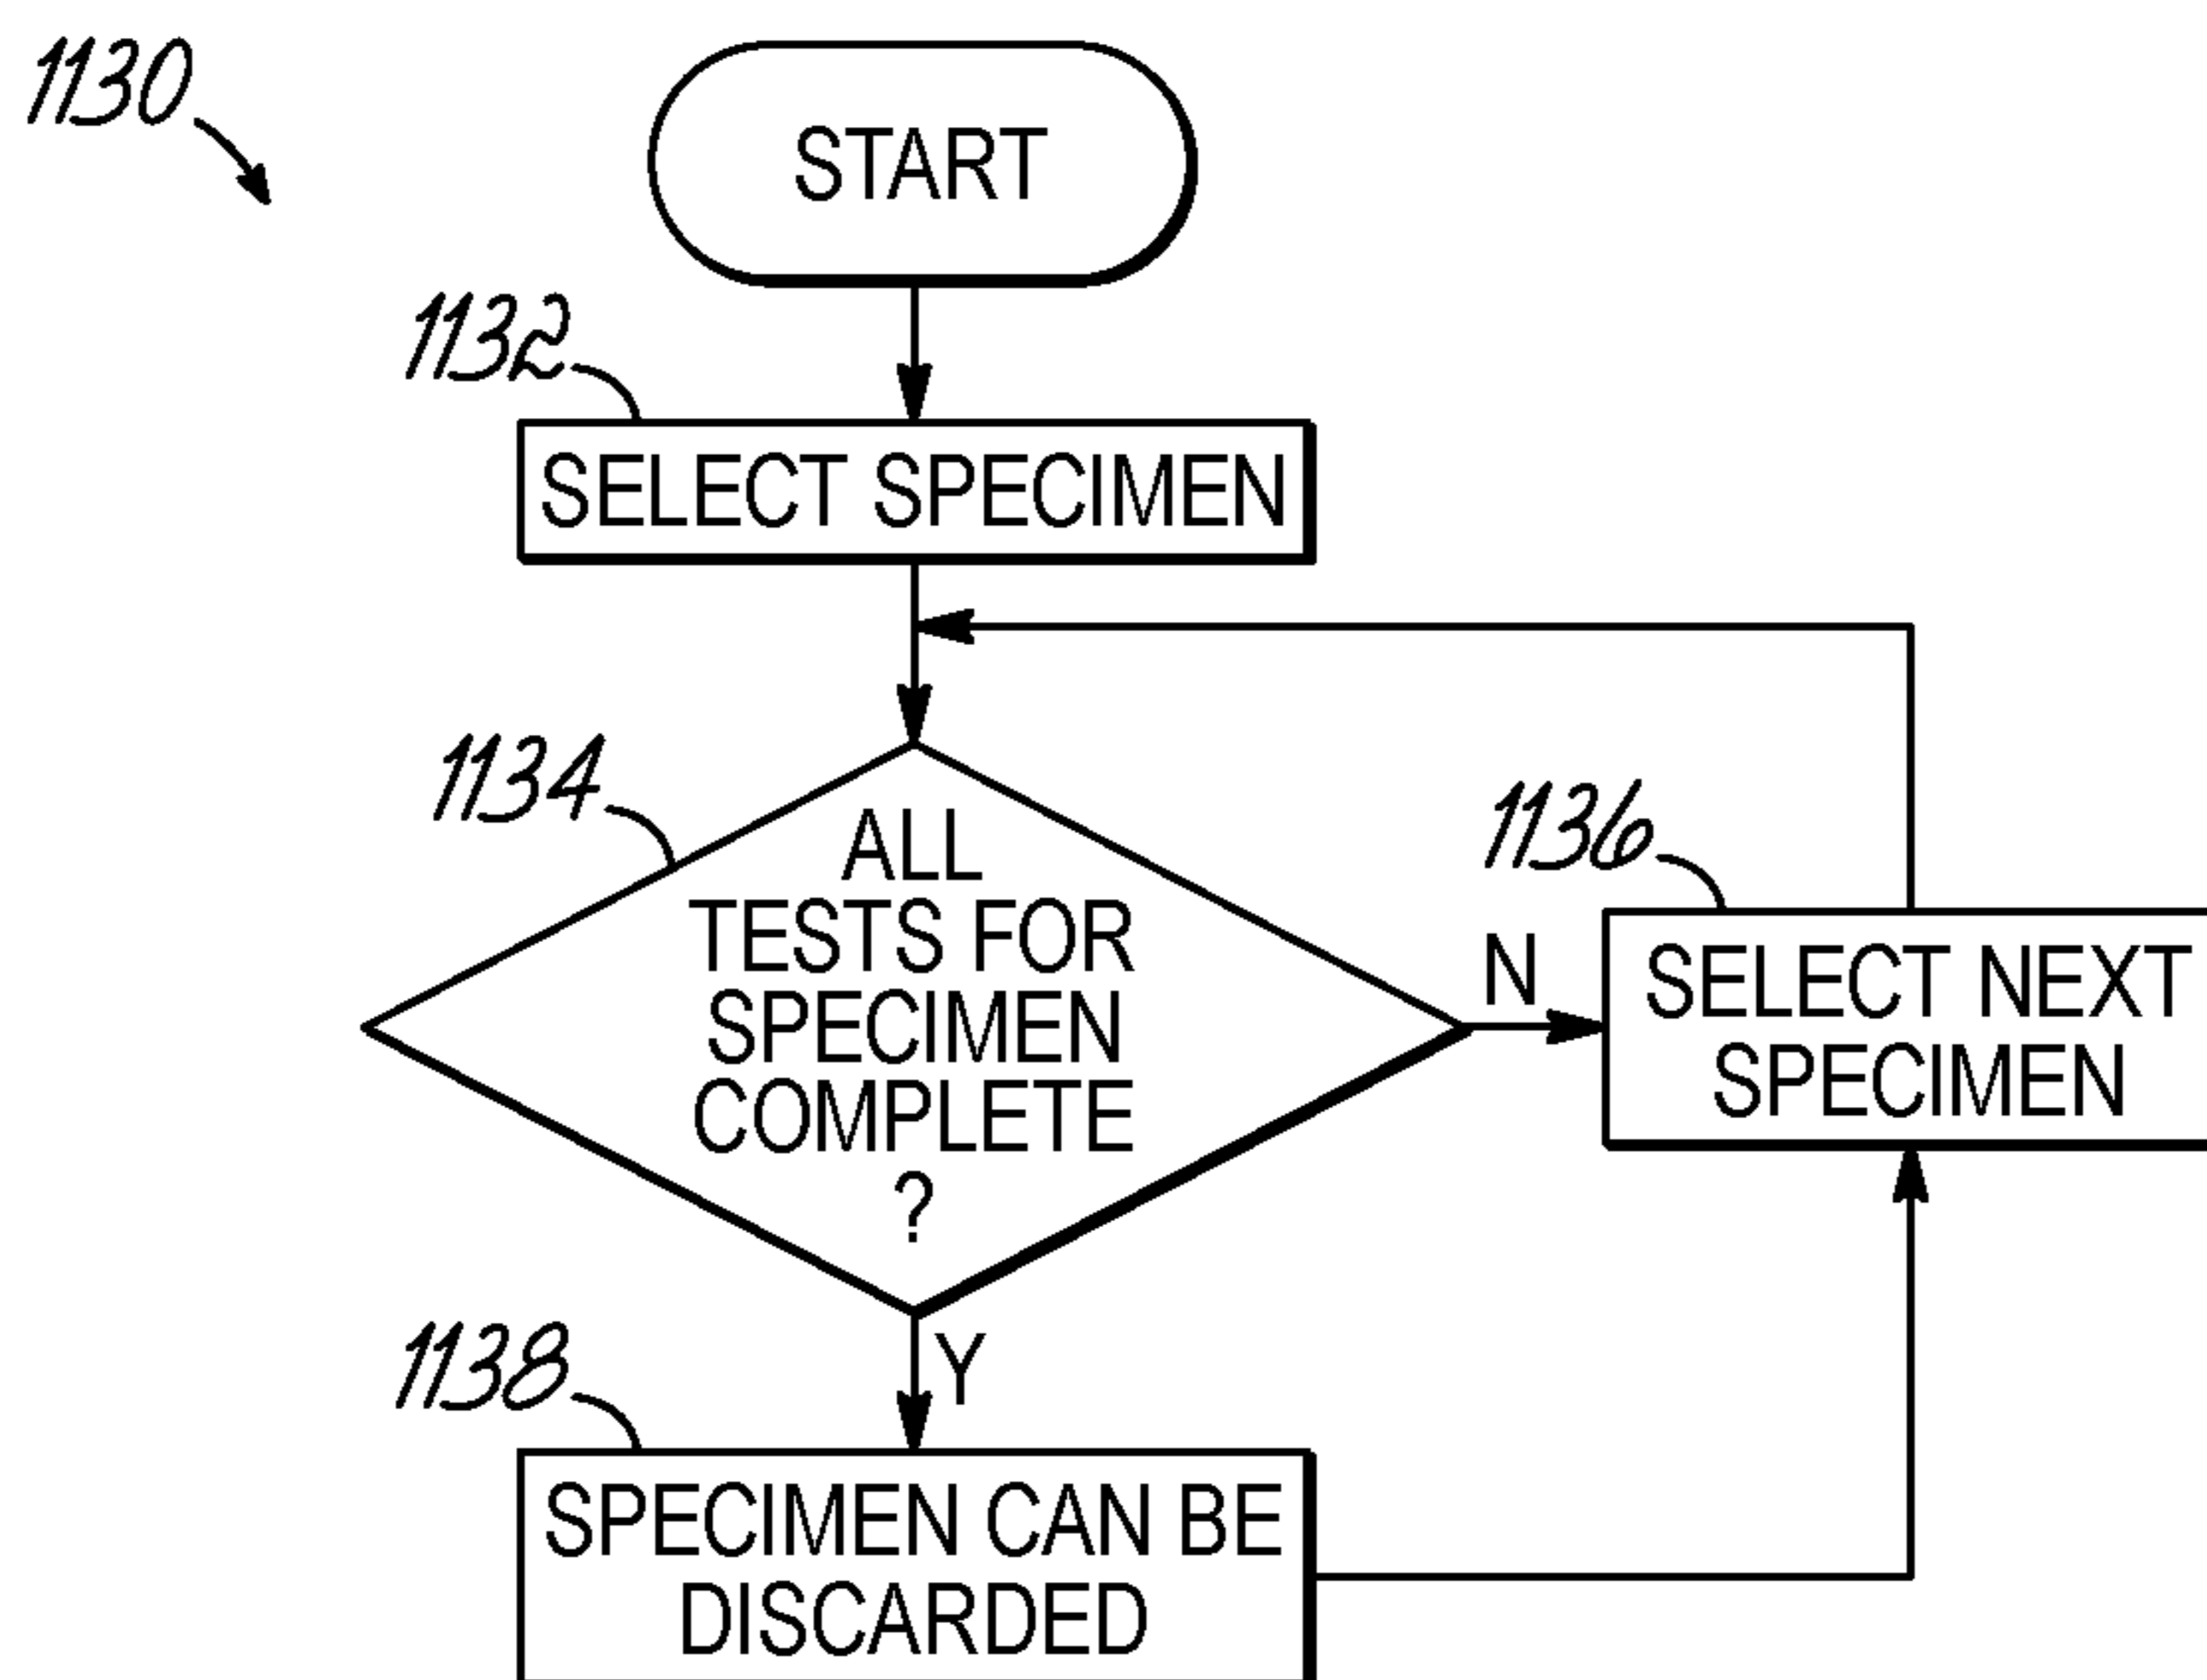 1130
START
1132
SELECT SPECIMEN
1134
ALL
TESTS FOR
SPECIMEN
COMPLETE
?
N
1136
SELECT NEXT
SPECIMEN
Y
1138
SPECIMEN CAN BE
DISCARDED